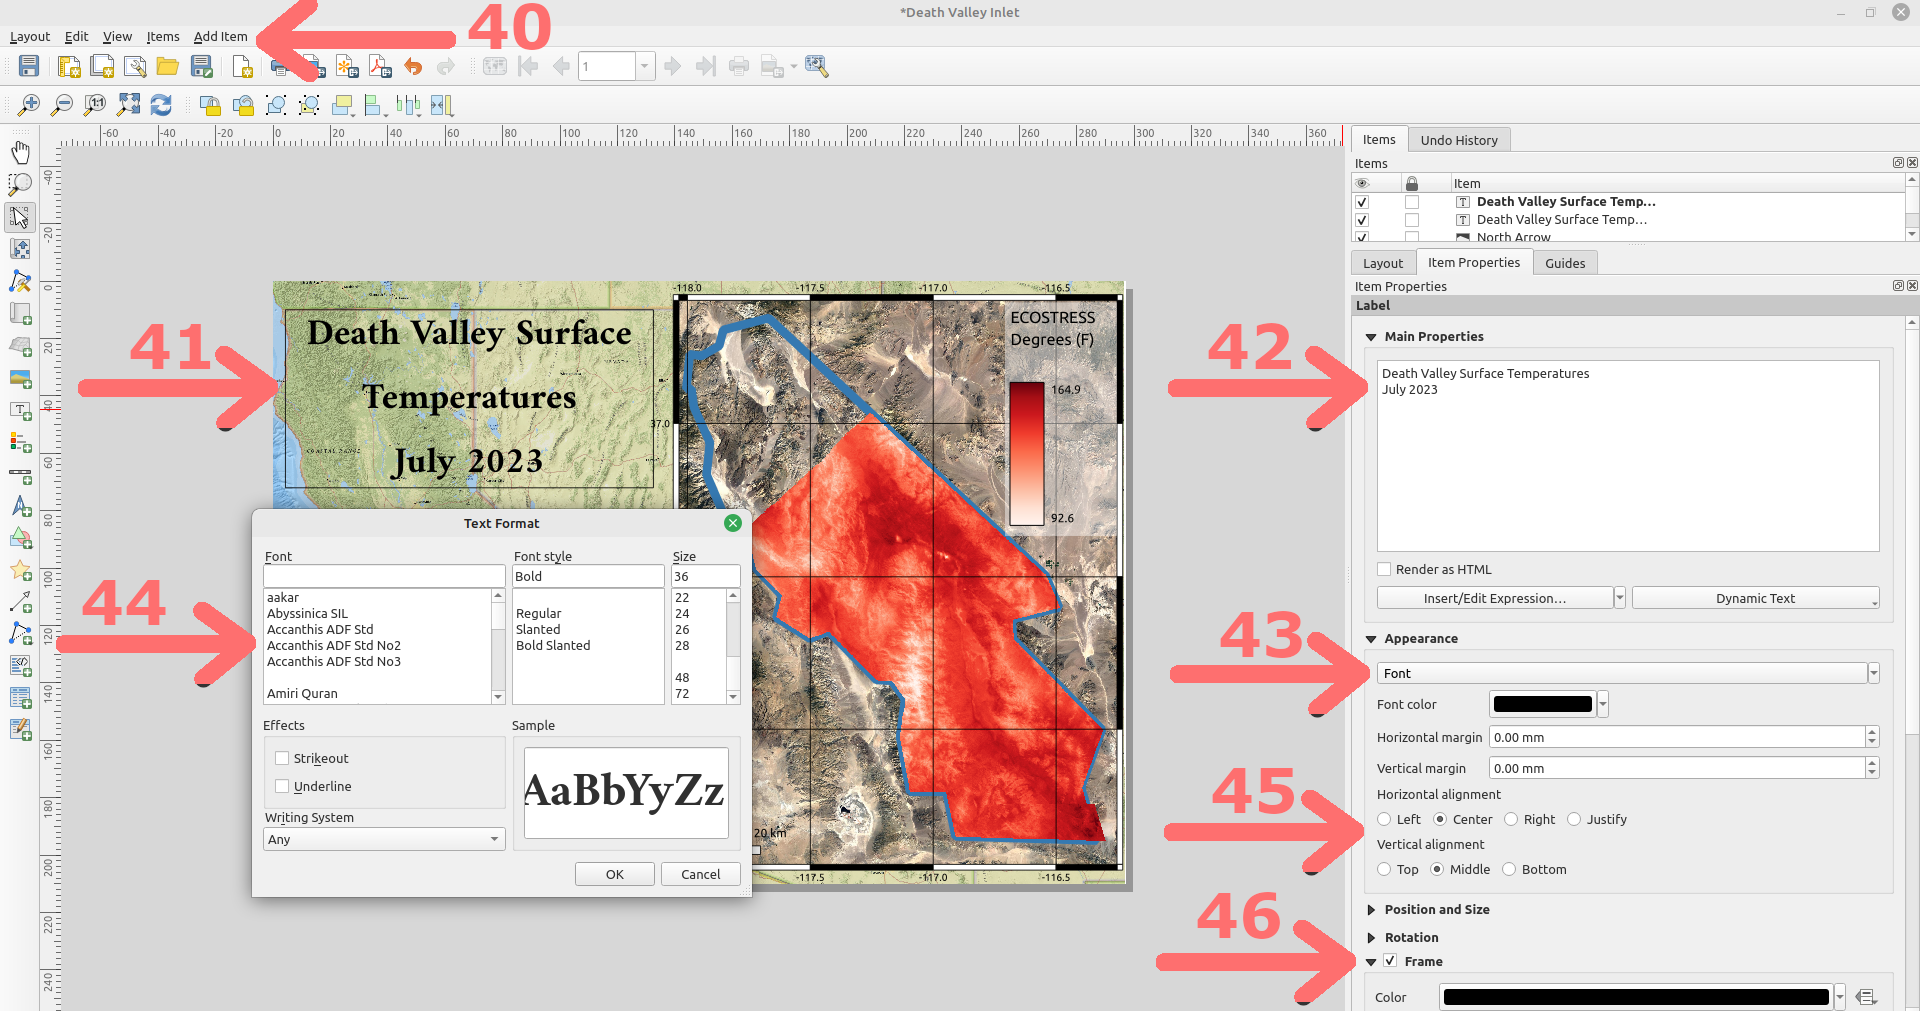 *Death Valley Inlet
Layout Edit View Items Add Item
40
1
1:1
-60 -40 -20 0 20 40 60 80 100 120 140 160 180 200 220 240 260 280 300 320 340 360
-40
-20
0
20
40
60
80
100
120
140
160
180
200
220
240
41
Death Valley Surface
Temperatures
July 2023
COASTAL RANGE
-118.0 -117.5 -117.0 -116.5
ECOSTRESS
Degrees (F)
164.9
92.6
37.0
20 km
-117.5 -117.0 -116.5
44
Text Format
Font
Font style
Bold
Size
36
aakar
Abyssinica SIL
Accanthis ADF Std
Accanthis ADF Std No2
Accanthis ADF Std No3
Amiri Quran
Regular
Slanted
Bold Slanted
22
24
26
28
48
72
Effects
Strikeout
Underline
Writing System
Any
Sample
AaBbYyZz
OK
Cancel
42
43
45
46
Items Undo History
Items
Item
Death Valley Surface Temp...
Death Valley Surface Temp...
North Arrow
Layout Item Properties Guides
Item Properties
Label
Main Properties
Death Valley Surface Temperatures
July 2023
Render as HTML
Insert/Edit Expression...
Dynamic Text
Appearance
Font
Font color
Horizontal margin 0.00 mm
Vertical margin 0.00 mm
Horizontal alignment
Left Center Right Justify
Vertical alignment
Top Middle Bottom
Position and Size
Rotation
Frame
Color